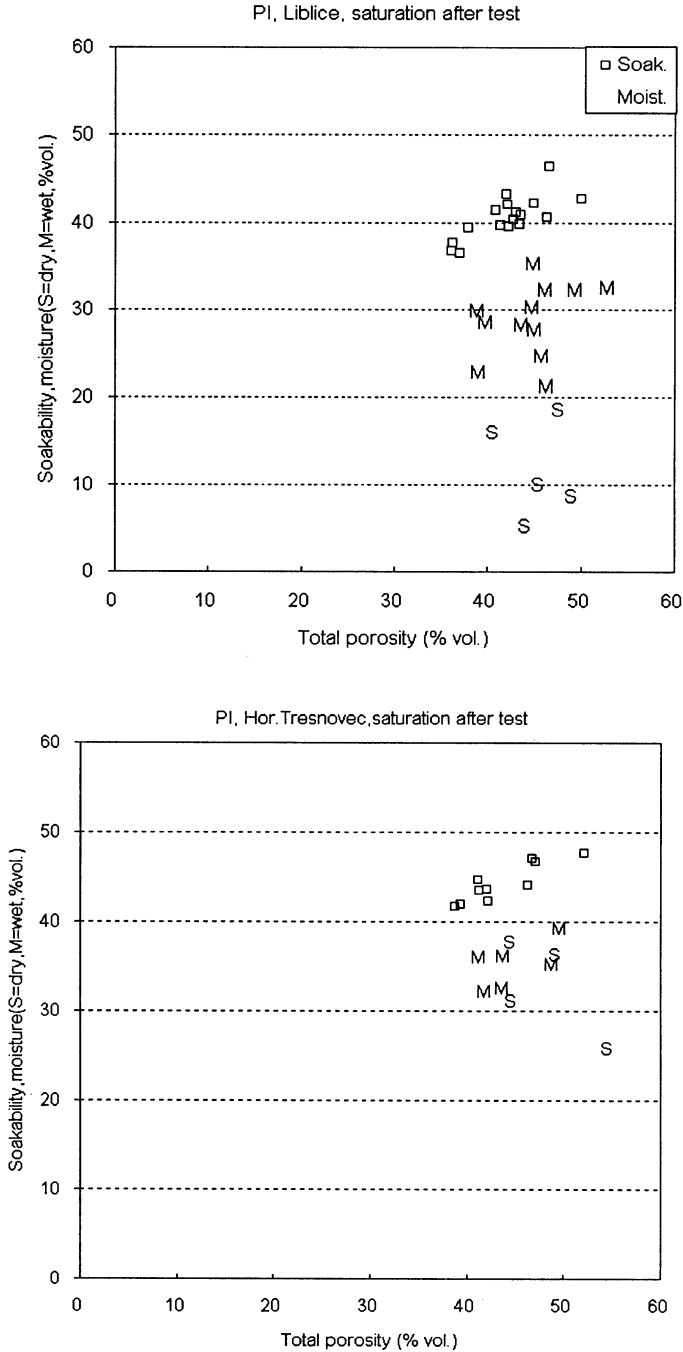 PI, Liblice, saturation after test
Soak.
Moist.
Soakability,moisture(S=dry,M=wet,%vol.)
60
50
40
30
20
10
0
M
M M M M
M M M M
M M
M
M
S
S
S
S
S
0 10 20 30 40 50 60
Total porosity (% vol.)
PI, Hor.Tresnovec,saturation after test
Soakability,moisture(S=dry,M=wet,%vol.)
60
50
40
30
20
10
0
M
S
M M S M
M M
S
S
0 10 20 30 40 50 60
Total porosity (% vol.)